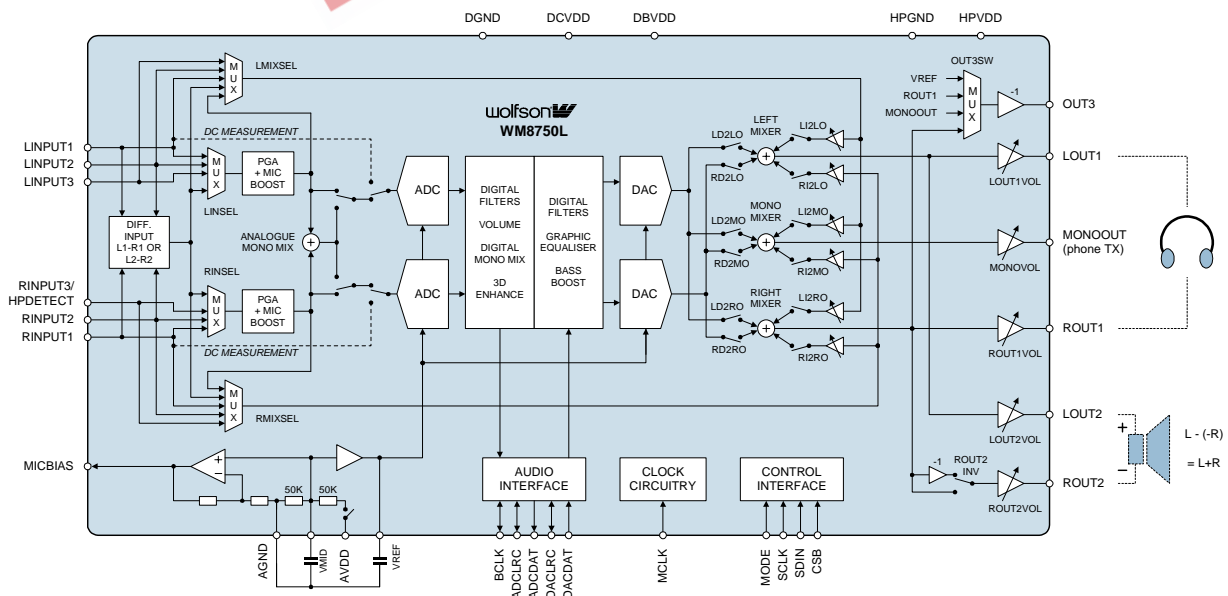 DGND DCVDD DBVDD HPGND HPVDD
wolfson
WM8750L
LMIXSEL
M
U
X
DC MEASUREMENT
LINPUT1
LINPUT2
LINPUT3
M
U
X
LINSEL
PGA
+ MIC
BOOST
DIFF.
INPUT
L1-R1 OR
L2-R2
ANALOGUE
MONO MIX
+
RINSEL
M
U
X
PGA
+ MIC
BOOST
RINPUT3/
HPDETECT
RINPUT2
RINPUT1
DC MEASUREMENT
M
U
X
RMIXSEL
ADC
ADC
DIGITAL
FILTERS
VOLUME
DIGITAL
MONO MIX
3D
ENHANCE
DIGITAL
FILTERS
GRAPHIC
EQUALISER
BASS
BOOST
DAC
DAC
LEFT
MIXER
LD2LO
RD2LO
+
LI2LO
RI2LO
MONO
MIXER
LD2MO
RD2MO
+
LI2MO
RI2MO
RIGHT
MIXER
LD2RO
RD2RO
+
LI2RO
RI2RO
OUT3SW
VREF
ROUT1
MONOOUT
M
U
X
-1
OUT3
LOUT1
LOUT1VOL
MONOOUT
(phone TX)
MONOVOL
ROUT1
ROUT1VOL
LOUT2
LOUT2VOL
-1
ROUT2
INV
ROUT2
ROUT2VOL
+
–
L - (-R)
= L+R
MICBIAS
+
–
50K 50K
AUDIO
INTERFACE
CLOCK
CIRCUITRY
CONTROL
INTERFACE
AGND
VMID
AVDD
VREF
BCLK
ADCLRC
ADCDAT
DACLRC
DACDAT
MCLK
MODE
SCLK
SDIN
CSB